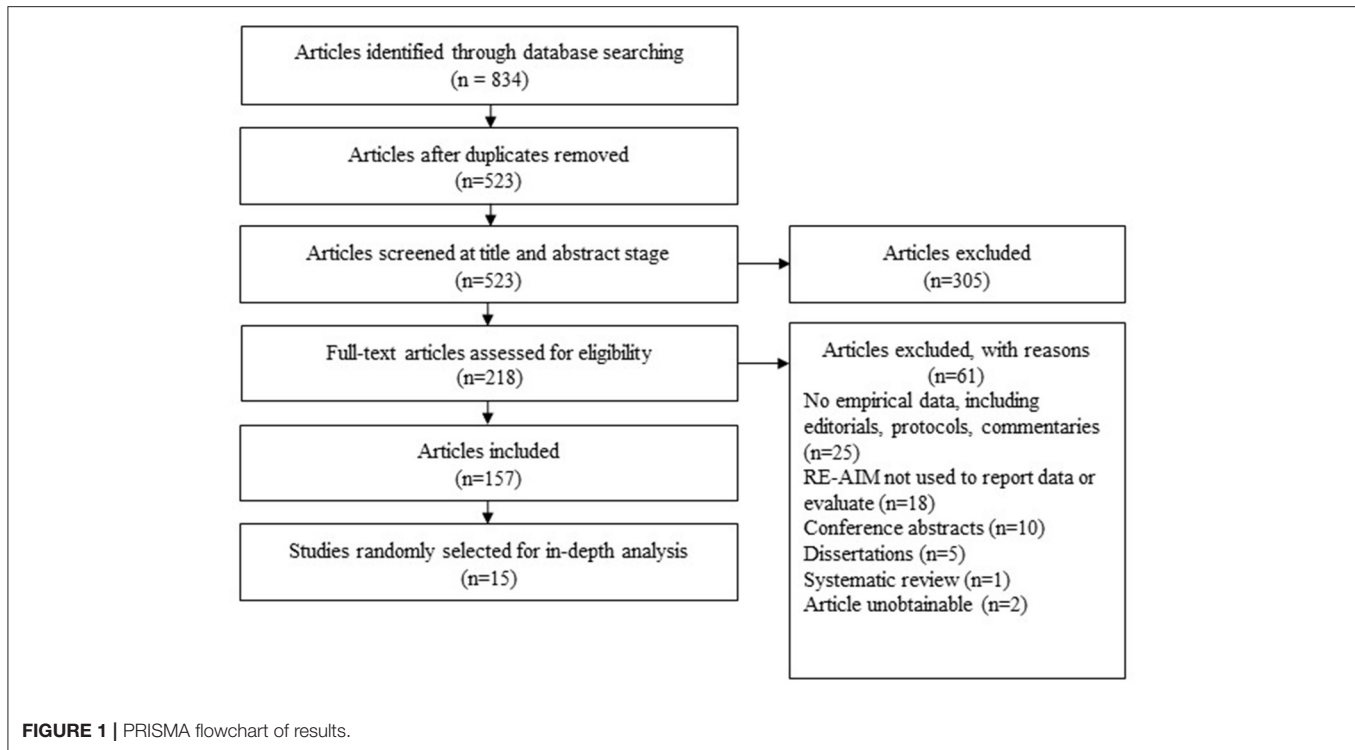 Articles identified through database searching
(n = 834)
Articles after duplicates removed
(n=523)
Articles screened at title and abstract stage
(n=523)
Articles excluded
(n=305)
Full-text articles assessed for eligibility
(n=218)
Articles excluded, with reasons
(n=61)
No empirical data, including
editorials, protocols, commentaries
(n=25)
RE-AIM not used to report data or
evaluate (n=18)
Conference abstracts (n=10)
Dissertations (n=5)
Systematic review (n=1)
Article unobtainable (n=2)
Articles included
(n=157)
Studies randomly selected for in-depth analysis
(n=15)
FIGURE 1 | PRISMA flowchart of results.